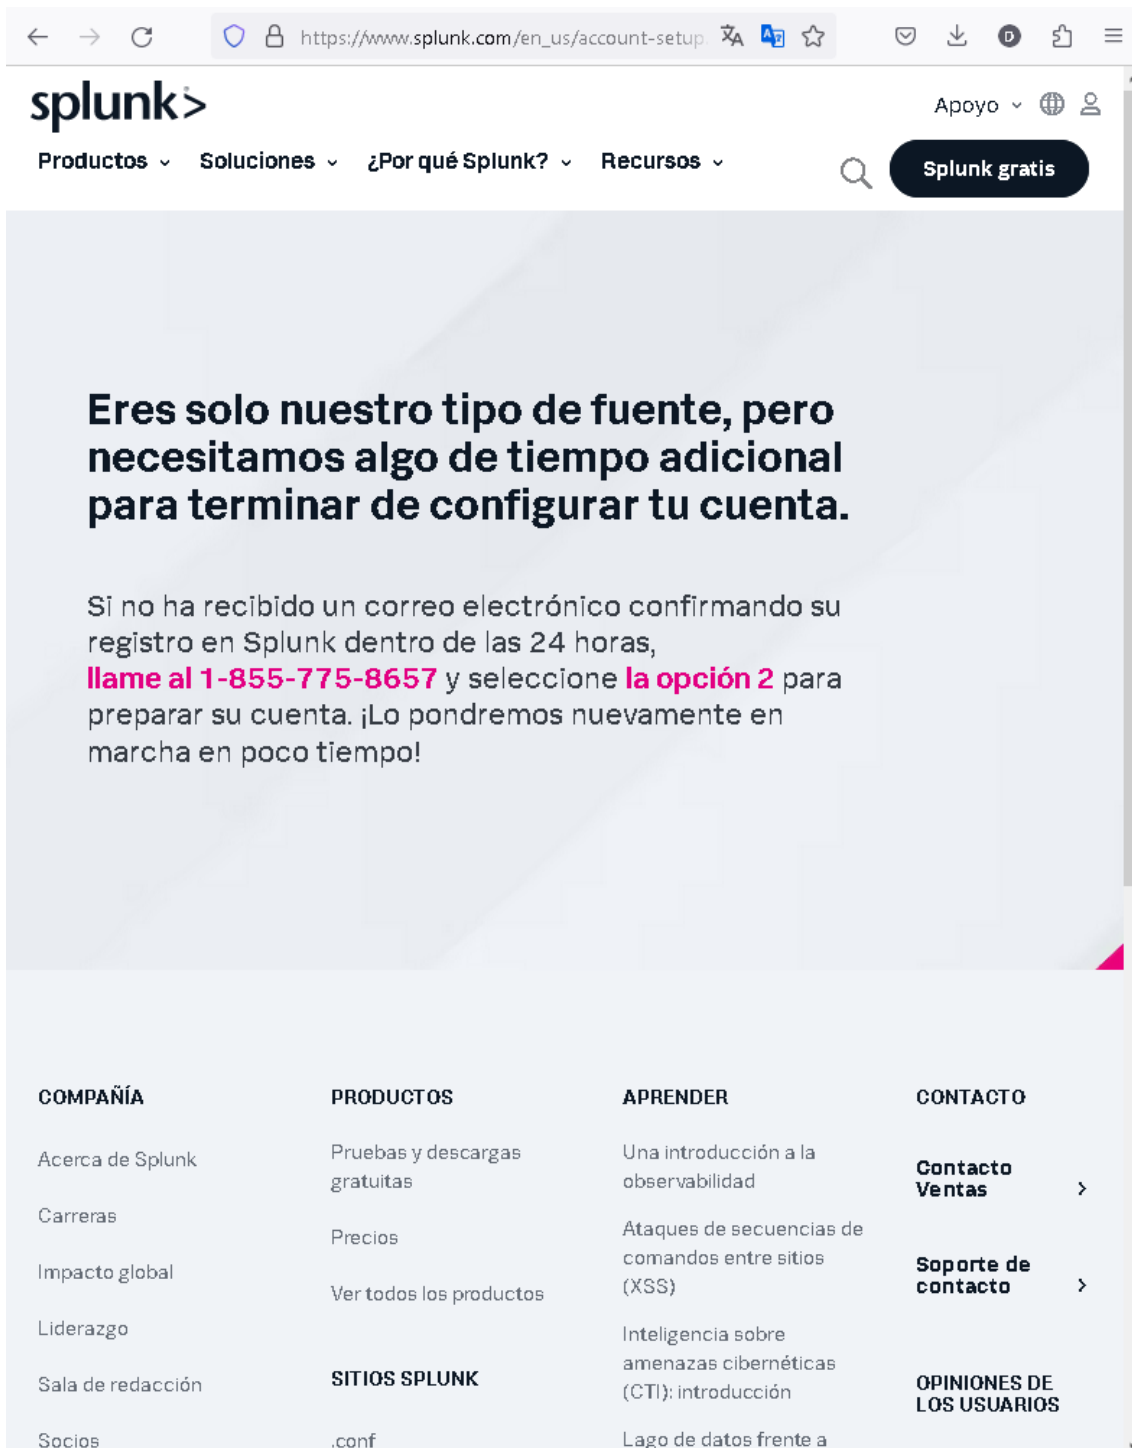 https://www.splunk.com/en_us/account-setup.
splunk>
Apoyo
Productos Soluciones ¿Por qué Splunk? Recursos
Splunk gratis
Eres solo nuestro tipo de fuente, pero
necesitamos algo de tiempo adicional
para terminar de configurar tu cuenta.
Si no ha recibido un correo electrónico confirmando su
registro en Splunk dentro de las 24 horas,
llame al 1-855-775-8657 y seleccione la opción 2 para
preparar su cuenta. ¡Lo pondremos nuevamente en
marcha en poco tiempo!
COMPAÑÍA
Acerca de Splunk
Carreras
Impacto global
Liderazgo
Sala de redacción
Socios
PRODUCTOS
Pruebas y descargas
gratuitas
Precios
Ver todos los productos
SITIOS SPLUNK
.conf
APRENDER
Una introducción a la
observabilidad
Ataques de secuencias de
comandos entre sitios
(XSS)
Inteligencia sobre
amenazas cibernéticas
(CTI): introducción
Lago de datos frente a
CONTACTO
Contacto
Ventas
Soporte de
contacto
OPINIONES DE
LOS USUARIOS